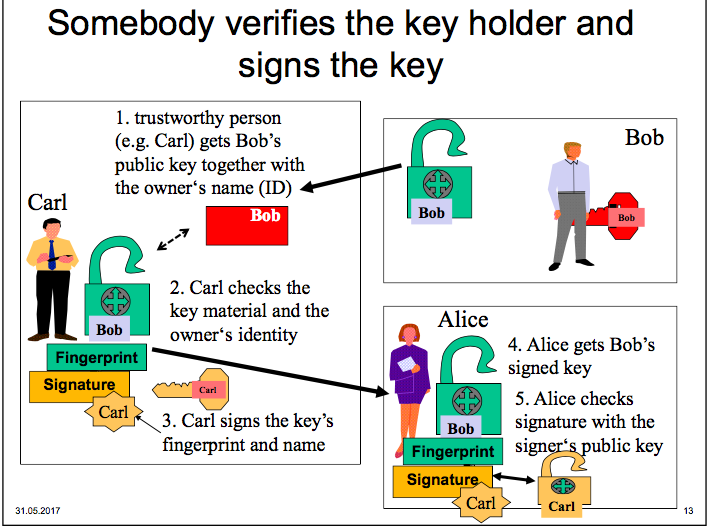 Somebody verifies the key holder and
signs the key
1. trustworthy person
(e.g. Carl) gets Bob's
public key together with
the owner‘s name (ID)
Carl
Bob
2. Carl checks the
key material and the
owner‘s identity
Bob
Fingerprint
Signature
Carl
Carl
3. Carl signs the key’s
fingerprint and name
Bob
Bob
Bob
Alice
4. Alice gets Bob’s
signed key
5. Alice checks
signature with the
signer‘s public key
Bob
Fingerprint
Signature
Carl
Carl
31.05.2017
13